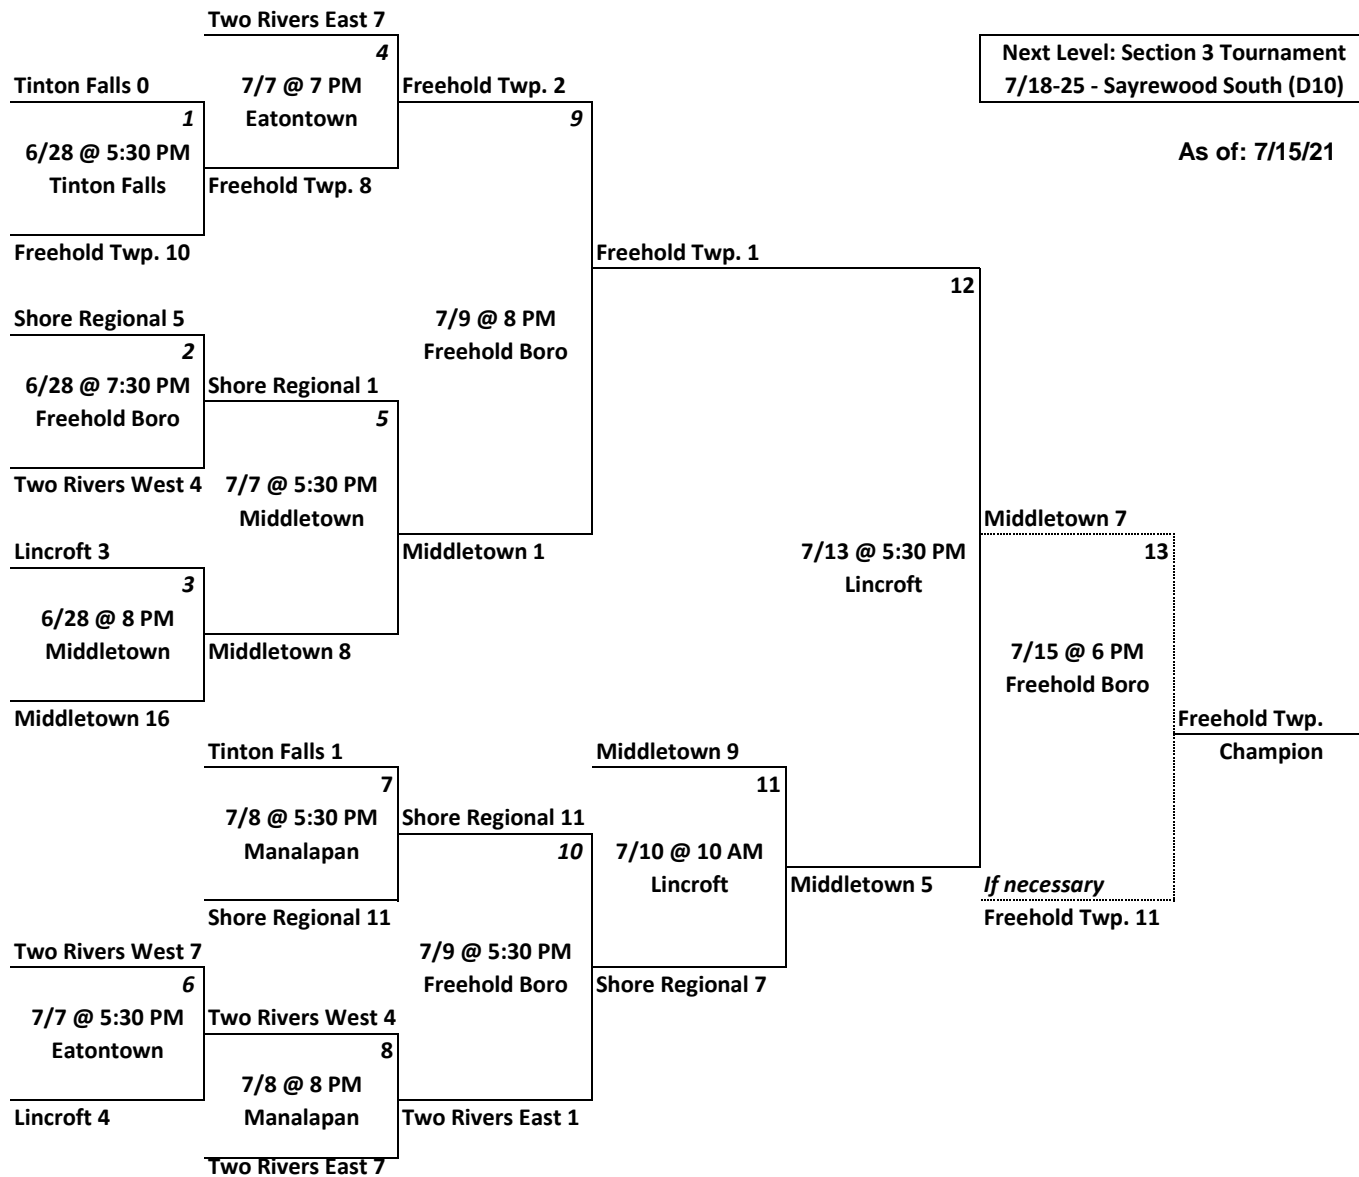 Two Rivers East 7
4
Next Level: Section 3 Tournament
Tinton Falls 0
7/7 @ 7 PM
Freehold Twp. 2
7/18-25 - Sayrewood South (D10)
1
Eatontown
9
6/28 @ 5:30 PM
As of: 7/15/21
Tinton Falls
Freehold Twp. 8
Freehold Twp. 10
Freehold Twp. 1
12
Shore Regional 5
7/9 @ 8 PM
2
Freehold Boro
6/28 @ 7:30 PM
Shore Regional 1
Freehold Boro
5
Two Rivers West 4
7/7 @ 5:30 PM
Middletown
Middletown 7
Lincroft 3
Middletown 1
7/13 @ 5:30 PM
13
3
Lincroft
6/28 @ 8 PM
Middletown
Middletown 8
7/15 @ 6 PM
Freehold Boro
Middletown 16
Freehold Twp.
Tinton Falls 1
Middletown 9
Champion
7
11
7/8 @ 5:30 PM
Shore Regional 11
Manalapan
10
7/10 @ 10 AM
Lincroft
Middletown 5
If necessary
Shore Regional 11
Freehold Twp. 11
Two Rivers West 7
7/9 @ 5:30 PM
6
Freehold Boro
Shore Regional 7
7/7 @ 5:30 PM
Two Rivers West 4
Eatontown
8
7/8 @ 8 PM
Lincroft 4
Manalapan
Two Rivers East 1
Two Rivers East 7